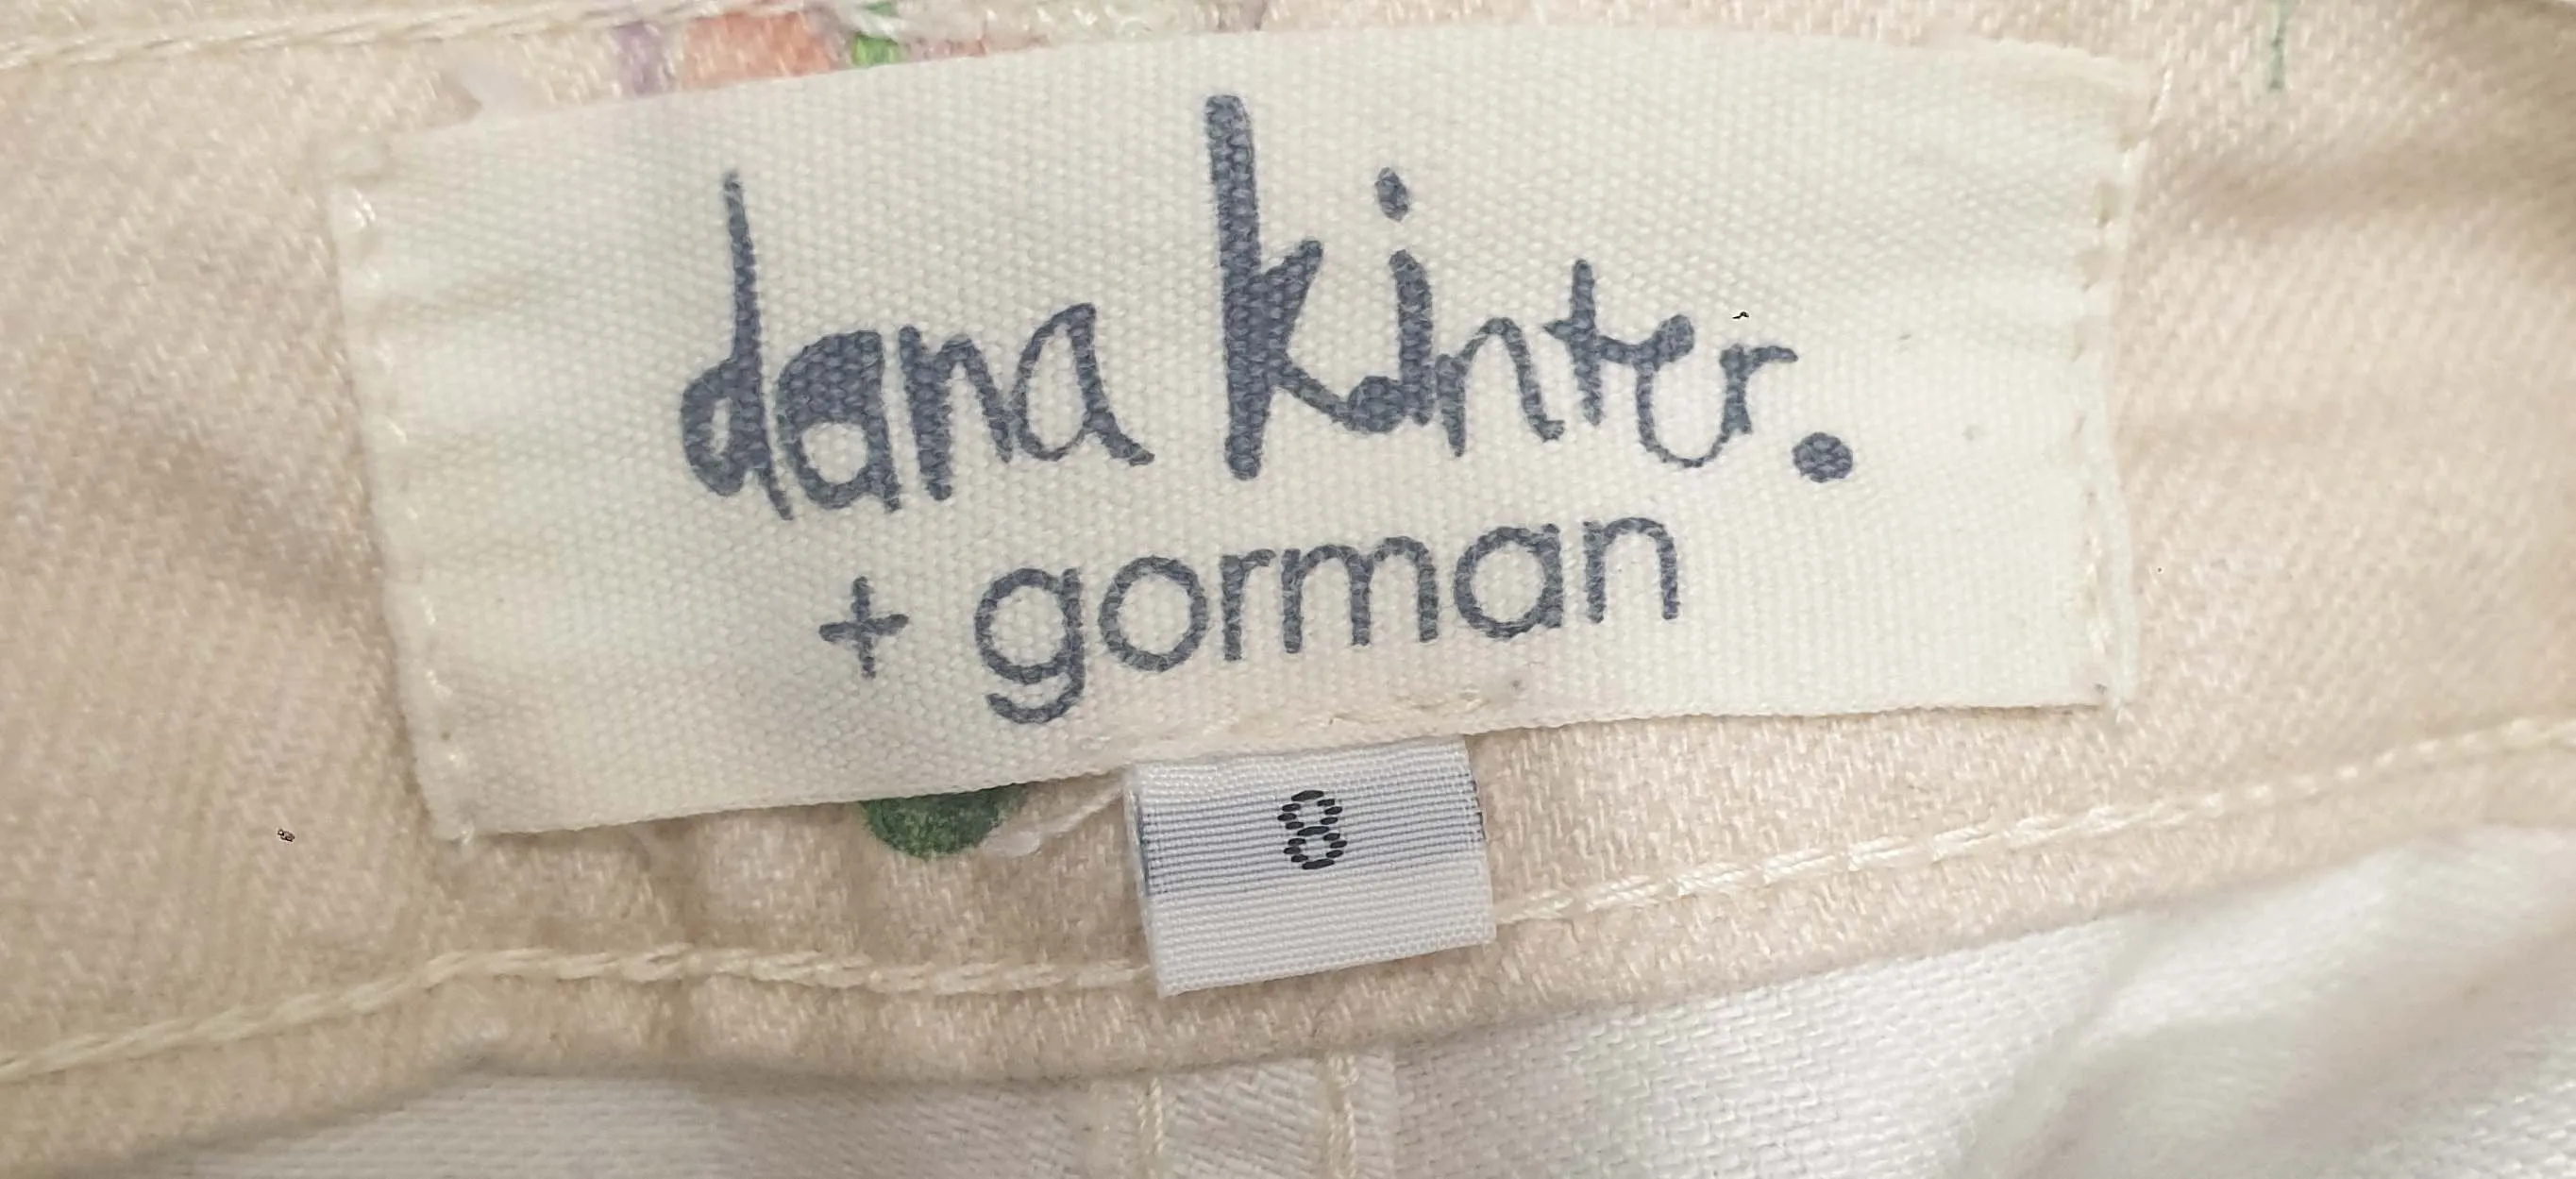 dana kinter.
+ gorman
8